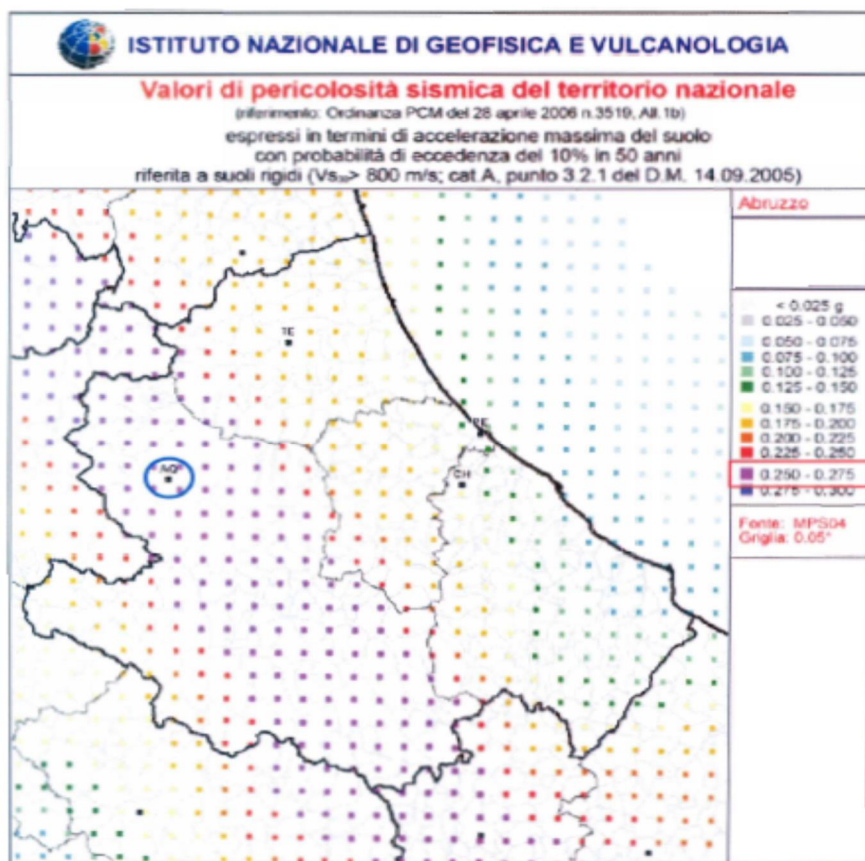 ISTITUTO NAZIONALE DI GEOFISICA E VULCANOLOGIA
Valori di pericolosità sismica del territorio nazionale
(riferimento: Ordinanza PCM del 28 aprile 2006 n.3519, All.1b)
espressi in termini di accelerazione massima del suolo
con probabilità di eccedenza del 10% in 50 anni
riferita a suoli rigidi (Vs₃₀> 800 m/s; cat A, punto 3.2.1 del D.M. 14.09.2005)
Abruzzo
< 0.025 g
0.025 - 0.050
0.050 - 0.075
0.075 - 0.100
0.100 - 0.125
0.125 - 0.150
0.150 - 0.175
0.175 - 0.200
0.200 - 0.225
0.225 - 0.250
0.250 - 0.275
0.275 - 0.300
Fonte: MPS04
Griglia: 0.05°
TE
PE
AQ
CH